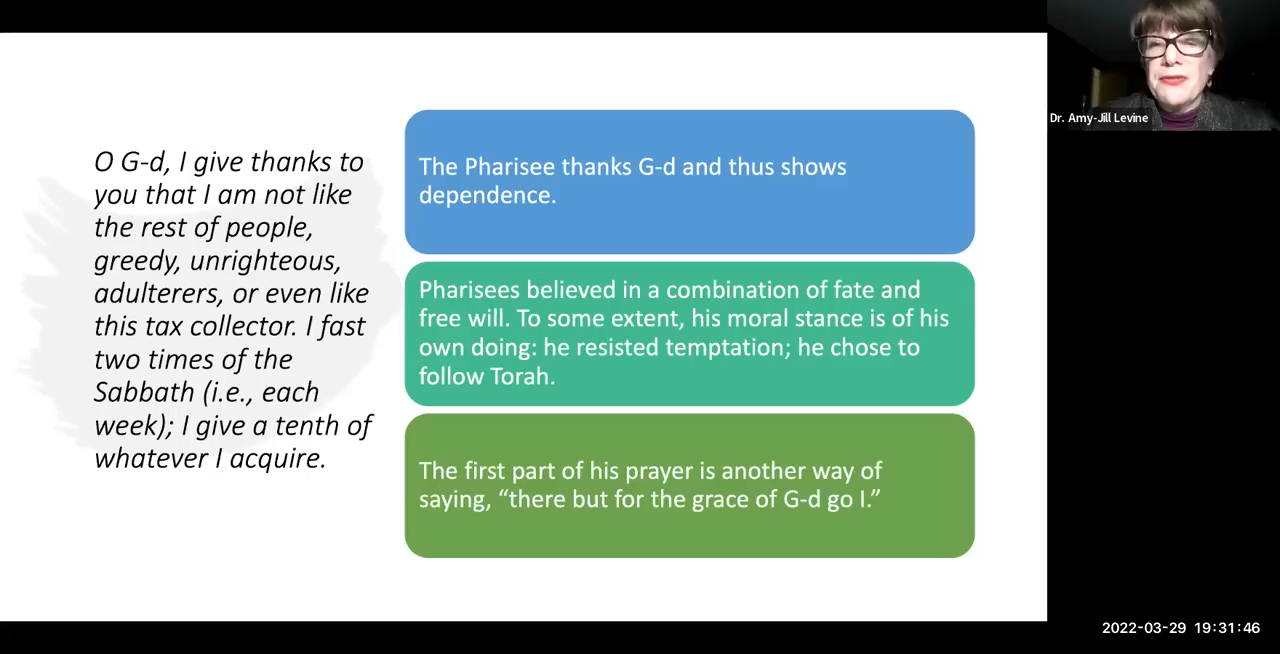 O G-d, I give thanks to
you that I am not like
the rest of people,
greedy, unrighteous,
adulterers, or even like
this tax collector. I fast
two times of the
Sabbath (i.e., each
week); I give a tenth of
whatever I acquire.
The Pharisee thanks G-d and thus shows
dependence.
Pharisees believed in a combination of fate and
free will. To some extent, his moral stance is of his
own doing: he resisted temptation; he chose to
follow Torah.
The first part of his prayer is another way of
saying, “there but for the grace of G-d go I.”
Dr. Amy-Jill Levine
2022-03-29 19:31:46